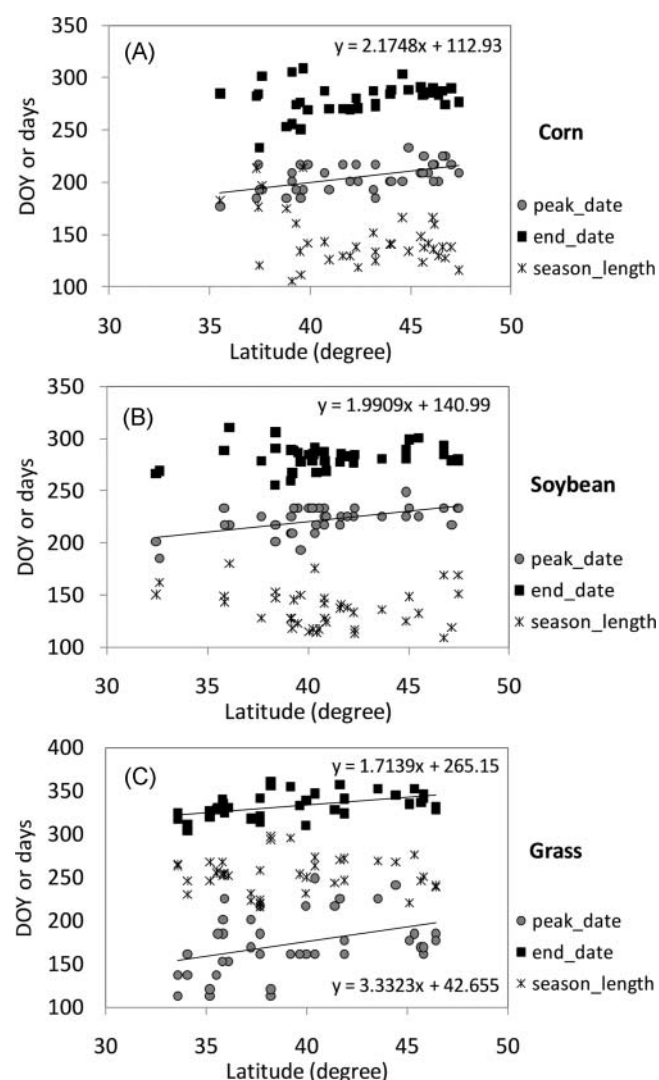 (A)
y = 2.1748x + 112.93
350
300
250
200
150
100
DOY or days
30 35 40 45 50
Latitude (degree)
Corn
peak_date
end_date
season_length
(B)
y = 1.9909x + 140.99
350
300
250
200
150
100
DOY or days
30 35 40 45 50
Latitude (degree)
Soybean
peak_date
end_date
season_length
(C)
y = 1.7139x + 265.15
400
350
300
250
200
150
100
DOY or days
y = 3.3323x + 42.655
30 35 40 45 50
Latitude (degree)
Grass
peak_date
end_date
season_length